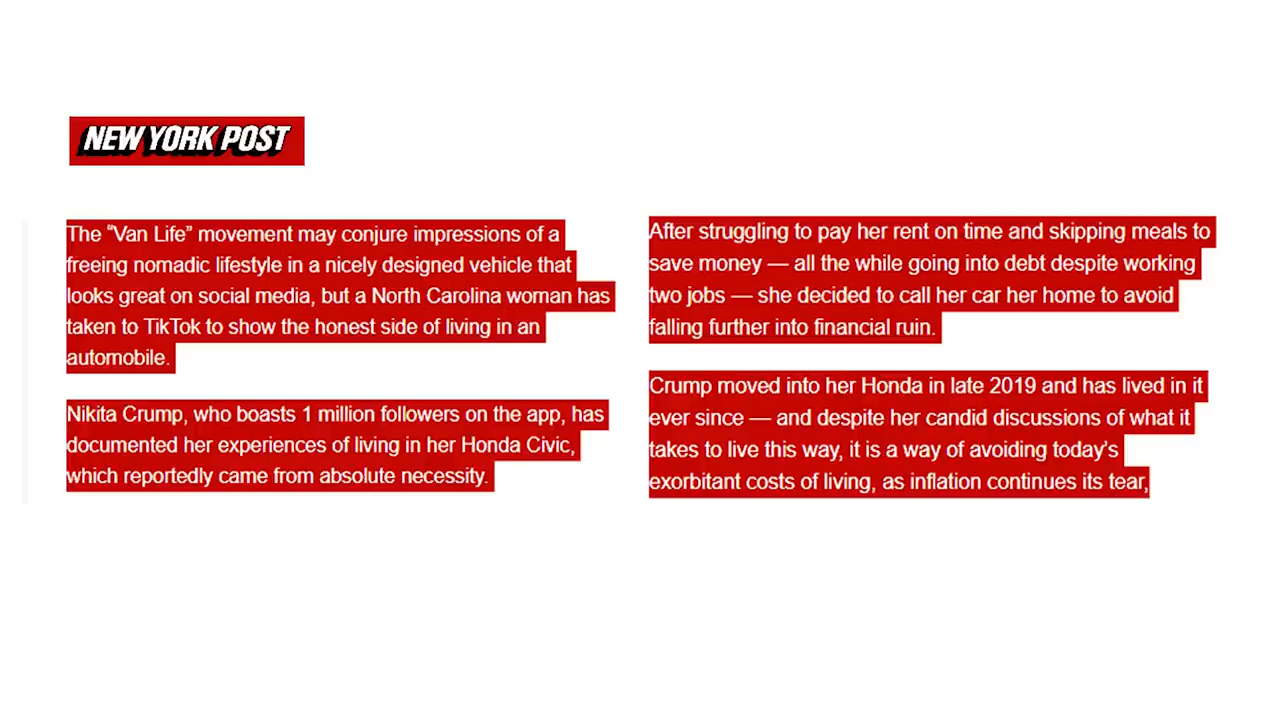 NEW YORK POST
The “Van Life” movement may conjure impressions of a
freeing nomadic lifestyle in a nicely designed vehicle that
looks great on social media, but a North Carolina woman has
taken to TikTok to show the honest side of living in an
automobile.
Nikita Crump, who boasts 1 million followers on the app, has
documented her experiences of living in her Honda Civic,
which reportedly came from absolute necessity.
After struggling to pay her rent on time and skipping meals to
save money — all the while going into debt despite working
two jobs — she decided to call her car her home to avoid
falling further into financial ruin.
Crump moved into her Honda in late 2019 and has lived in it
ever since — and despite her candid discussions of what it
takes to live this way, it is a way of avoiding today’s
exorbitant costs of living, as inflation continues its tear,